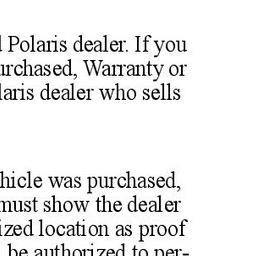 Polaris dealer. If you
urchased, Warranty or
laris dealer who sells
hicle was purchased,
must show the dealer
ized location as proof
be authorized to per-